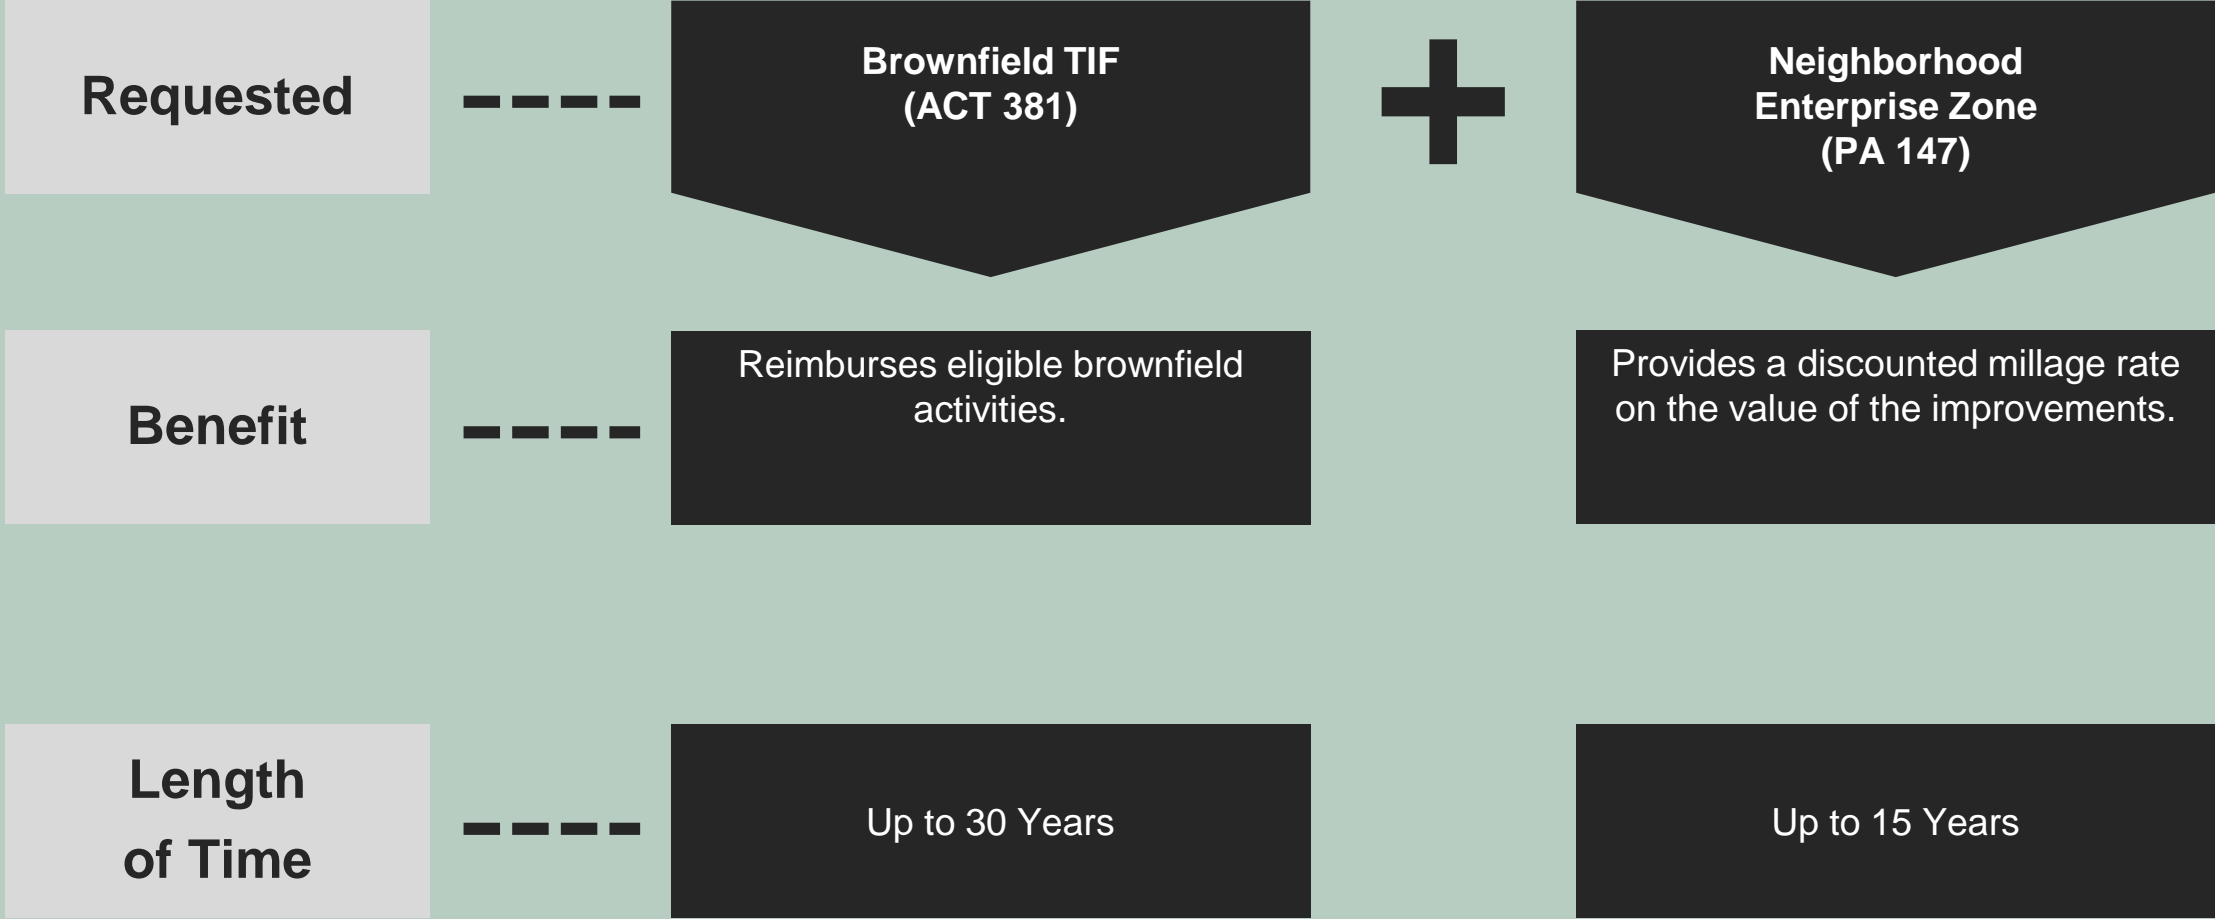 Requested
Brownfield TIF
(ACT 381)
Neighborhood
Enterprise Zone
(PA 147)
Benefit
Reimburses eligible brownfield
activities.
Provides a discounted millage rate
on the value of the improvements.
Length
of Time
Up to 30 Years
Up to 15 Years